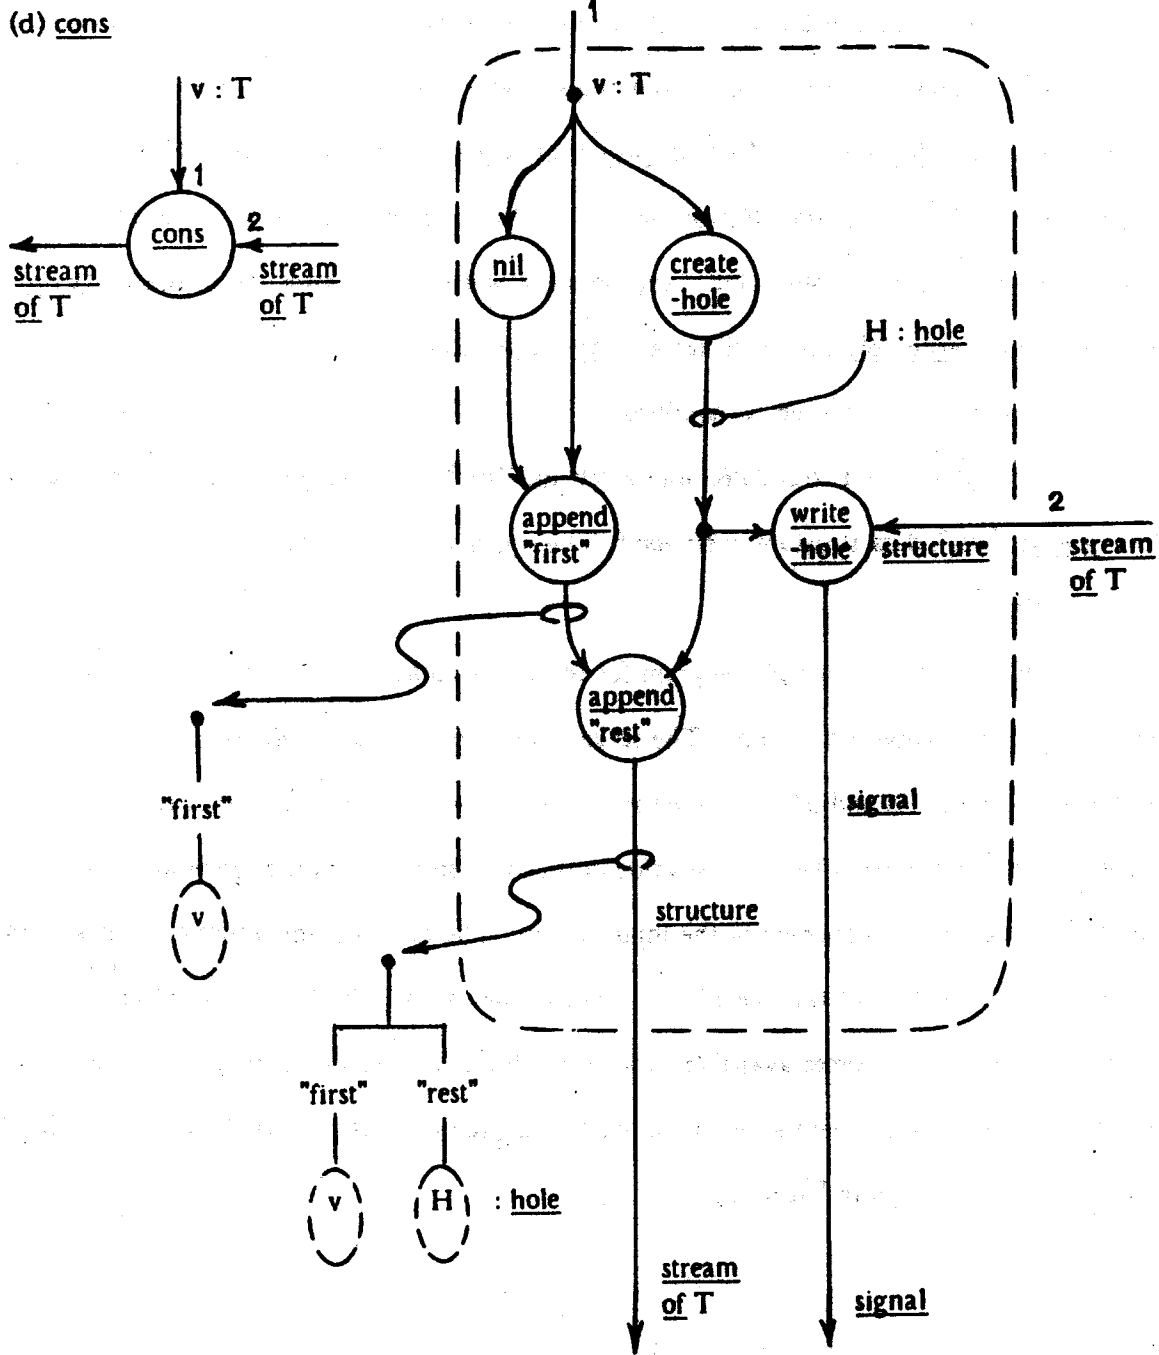 (d) cons
1
v : T
v : T
1
cons
2
stream
of T
stream
of T
nil
create
-hole
H : hole
append
"first"
write
-hole
structure
2
stream
of T
append
"rest"
"first"
v
signal
structure
"first"
"rest"
v
H
: hole
stream
of T
signal